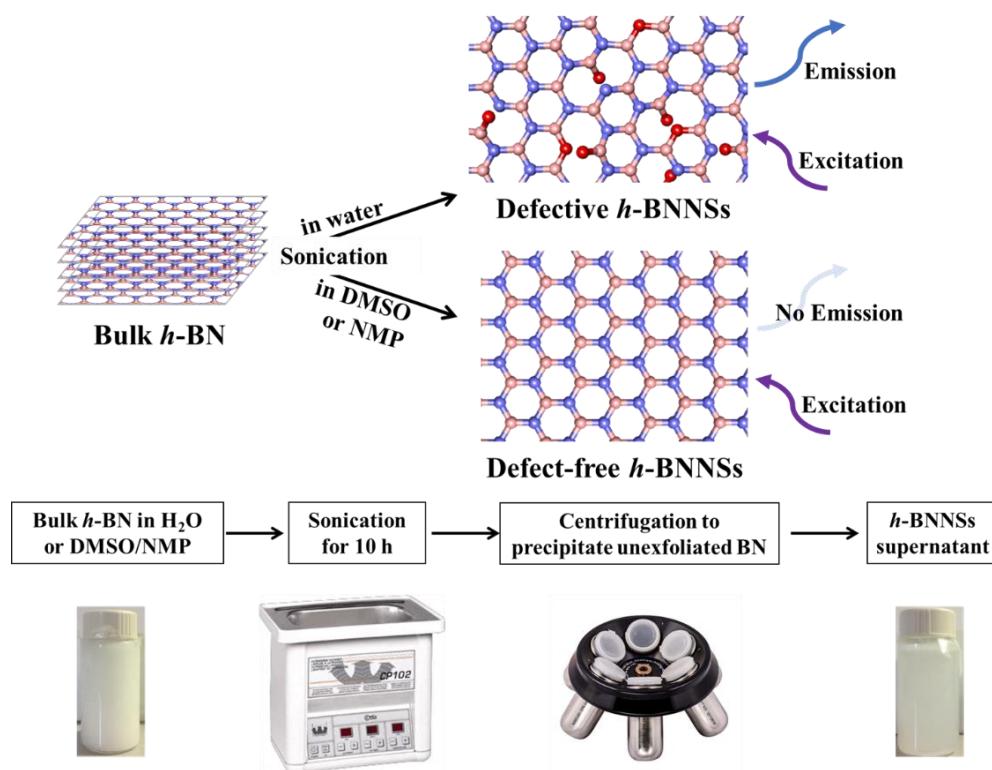 Emission
Excitation
Defective h-BNNSs
in water
Sonication
in DMSO
or NMP
Bulk h-BN
No Emission
Excitation
Defect-free h-BNNSs
Bulk h-BN in H₂O
or DMSO/NMP
Sonication
for 10 h
Centrifugation to
precipitate unexfoliated BN
h-BNNSs
supernatant
CP102